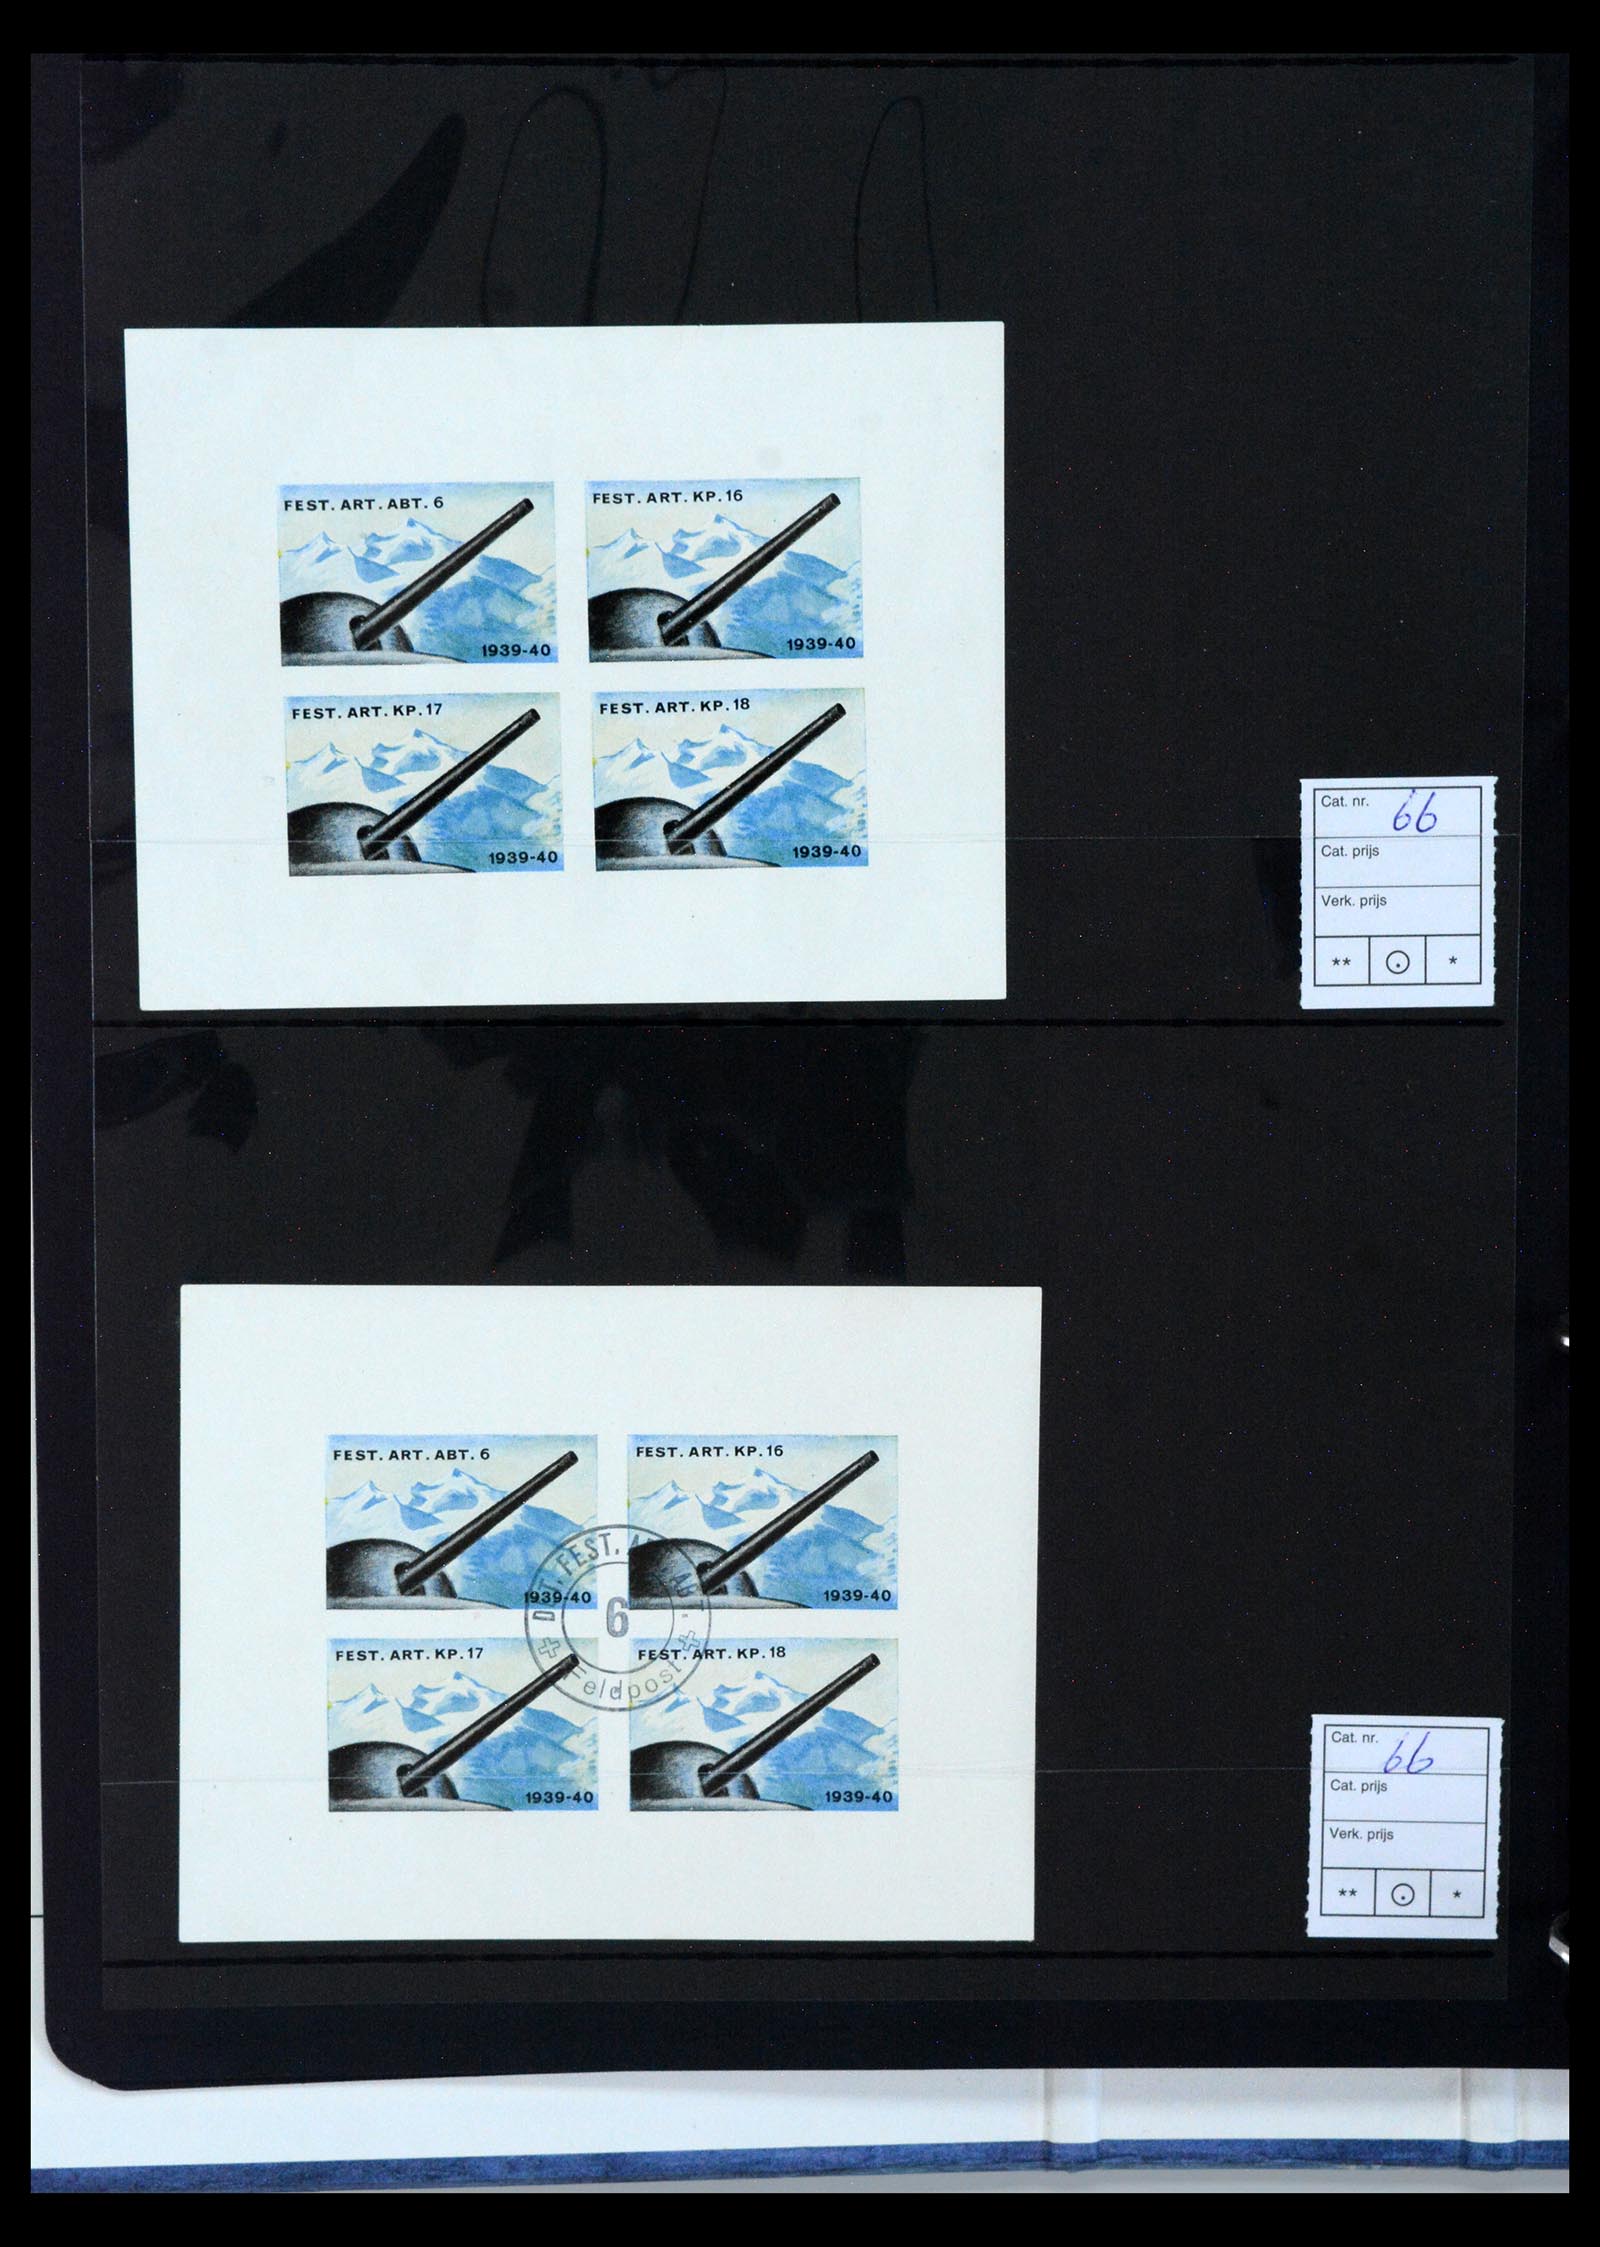 FEST. ART. ABT. 6
1939-40
FEST. ART. KP. 16
1939-40
FEST. ART. KP. 17
1939-40
FEST. ART. KP. 18
1939-40
Cat. nr. 66
Cat. prijs
Verk. prijs
** *
FEST. ART. ABT. 6
1939-40
FEST. ART. KP. 16
1939-40
FEST. ART. KP. 17
1939-40
FEST. ART. KP. 18
1939-40
FEST. ABT.
6
Feldpost
Cat. nr. 66
Cat. prijs
Verk. prijs
** *